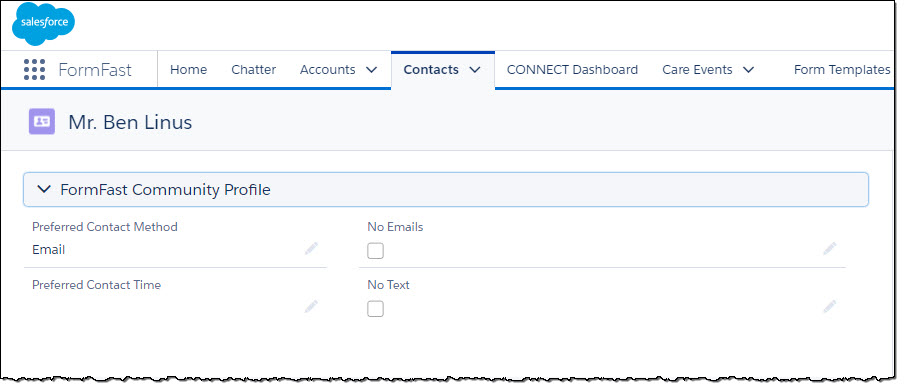 salesforce
FormFast Home Chatter Accounts Contacts CONNECT Dashboard Care Events Form Templates
Mr. Ben Linus
FormFast Community Profile
Preferred Contact Method No Emails
Email
Preferred Contact Time No Text